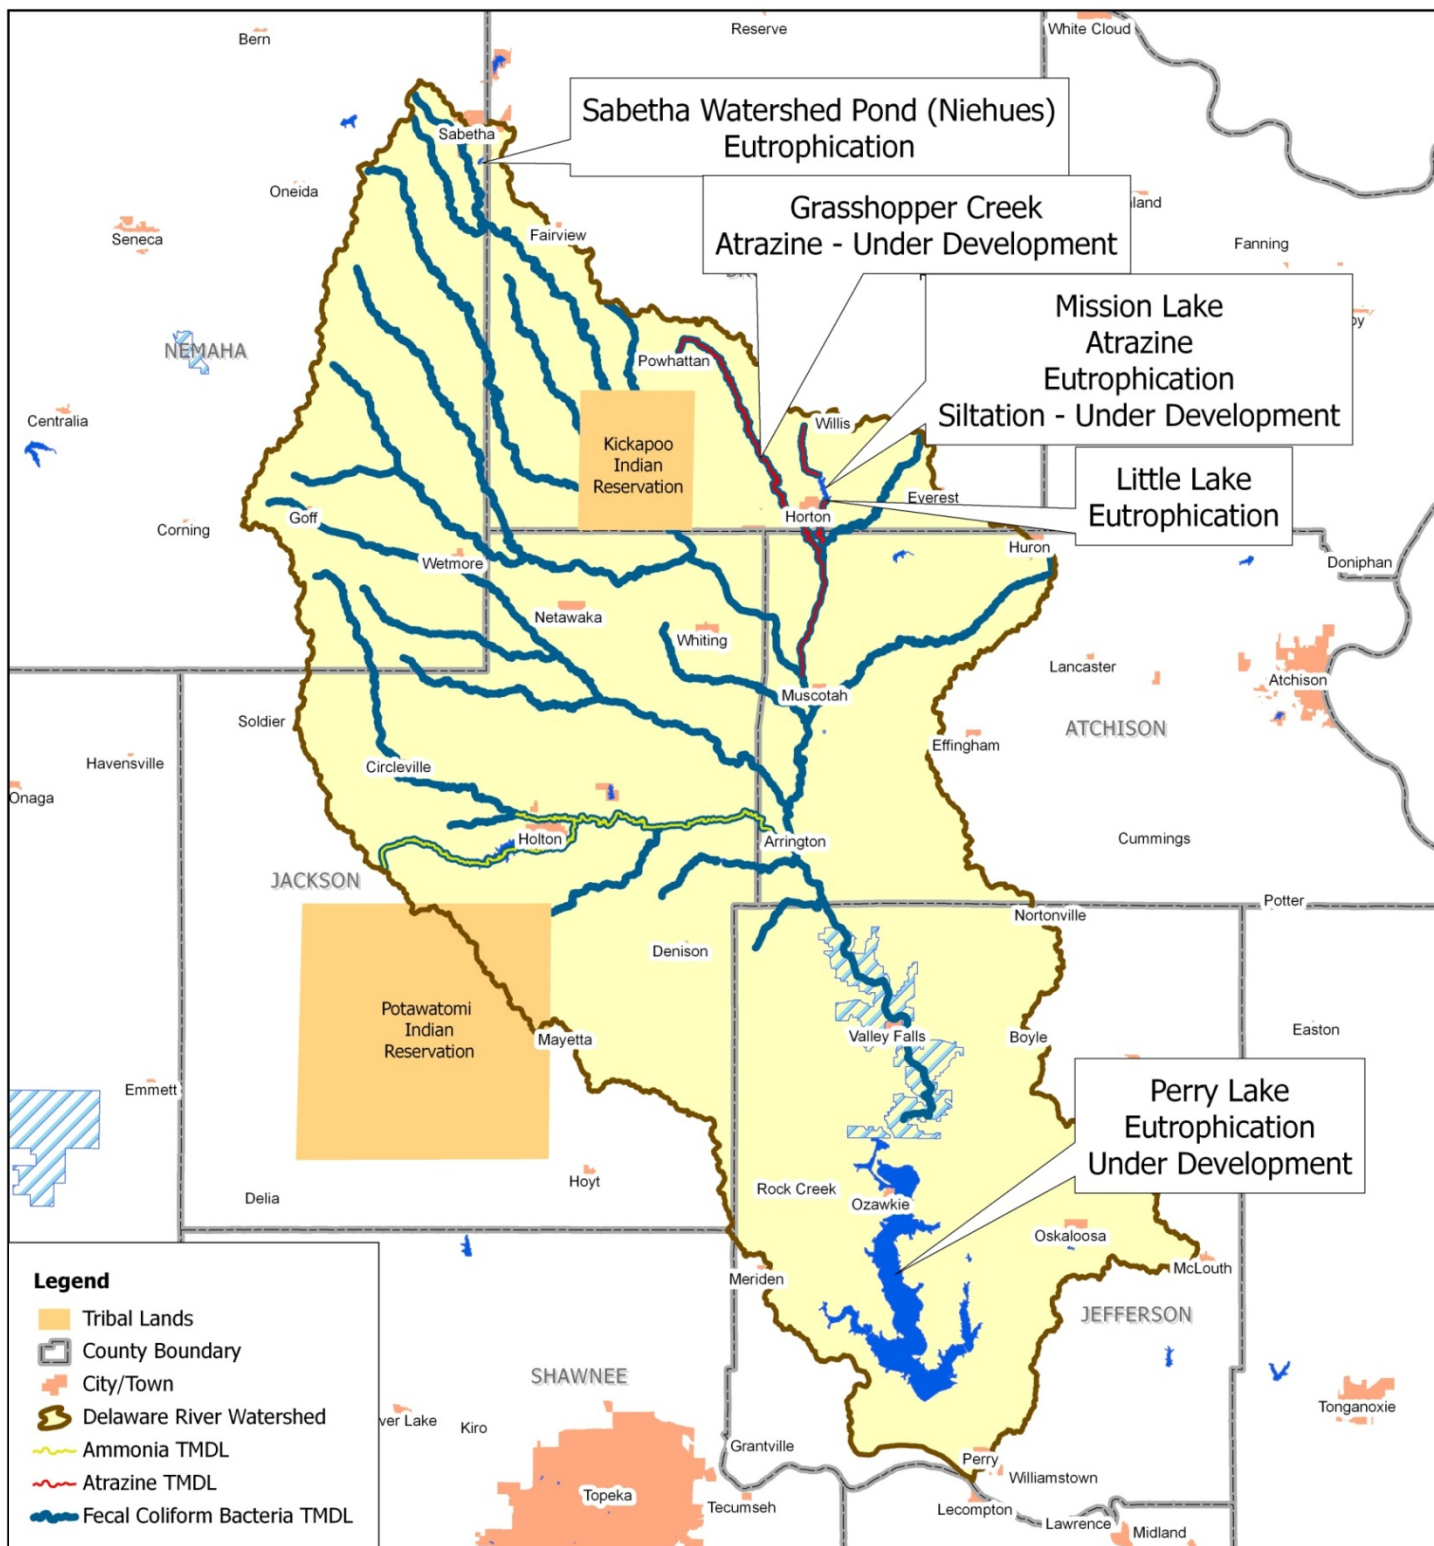 Bern
Reserve
White Cloud
Sabetha Watershed Pond (Niehues)
Eutrophication
Sabetha
Oneida
Grasshopper Creek
Atrazine - Under Development
Seneca
Fairview
Fanning
Mission Lake
Atrazine
Eutrophication
Siltation - Under Development
NEMAHA
Powhattan
Centralia
Willis
Kickapoo
Indian
Reservation
Little Lake
Eutrophication
Everest
Goff
Corning
Horton
Huron
Wetmore
Doniphan
Netawaka
Whiting
Lancaster
Atchison
Muscotah
Soldier
Effingham
ATCHISON
Havensville
Circleville
Onaga
Holton
Arrington
Cummings
JACKSON
Potter
Nortonville
Denison
Potawatomi
Indian
Reservation
Mayetta
Valley Falls
Boyle
Easton
Emmett
Perry Lake
Eutrophication
Under Development
Hoyt
Delia
Rock Creek
Ozawkie
Oskaloosa
McLouth
Meriden
JEFFERSON
Legend
Tribal Lands
County Boundary
City/Town
Delaware River Watershed
Ammonia TMDL
Atrazine TMDL
Fecal Coliform Bacteria TMDL
SHAWNEE
Lake
Kiro
Tonganoxie
Grantville
Perry
Williamstown
Topeka
Tecumseh
Lecompton
Lawrence
Midland